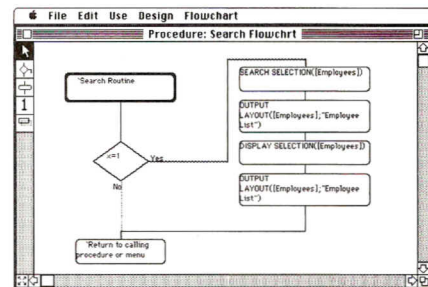 File Edit Use Design Flowchart
Procedure: Search Flowchrt
"Search Routine
SEARCH SELECTION([Employees])
OUTPUT
LAYOUT([Employees];"Employee
List")
x=1
Yes
DISPLAY SELECTION([Employees])
No
OUTPUT
LAYOUT([Employees];"Employee
List")
"Return to calling
procedure or menu
1